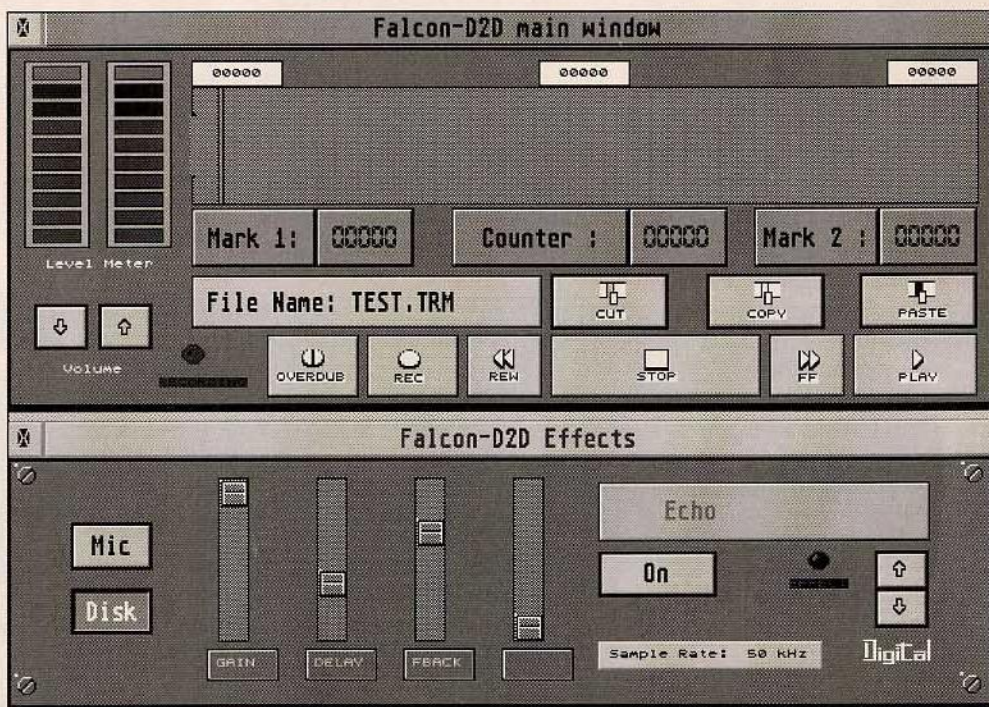 Falcon-D2D main window
00000 00000 00000
Mark 1: 00000 Counter : 00000 Mark 2 : 00000
Level Meter
File Name: TEST.TRM CUT COPY PASTE
Volume
RECORDING OVERDUB REC REW STOP FF PLAY
Falcon-D2D Effects
Echo
Mic
On
Disk
Sample Rate: 50 kHz
Digital
GAIN DELAY FBACK